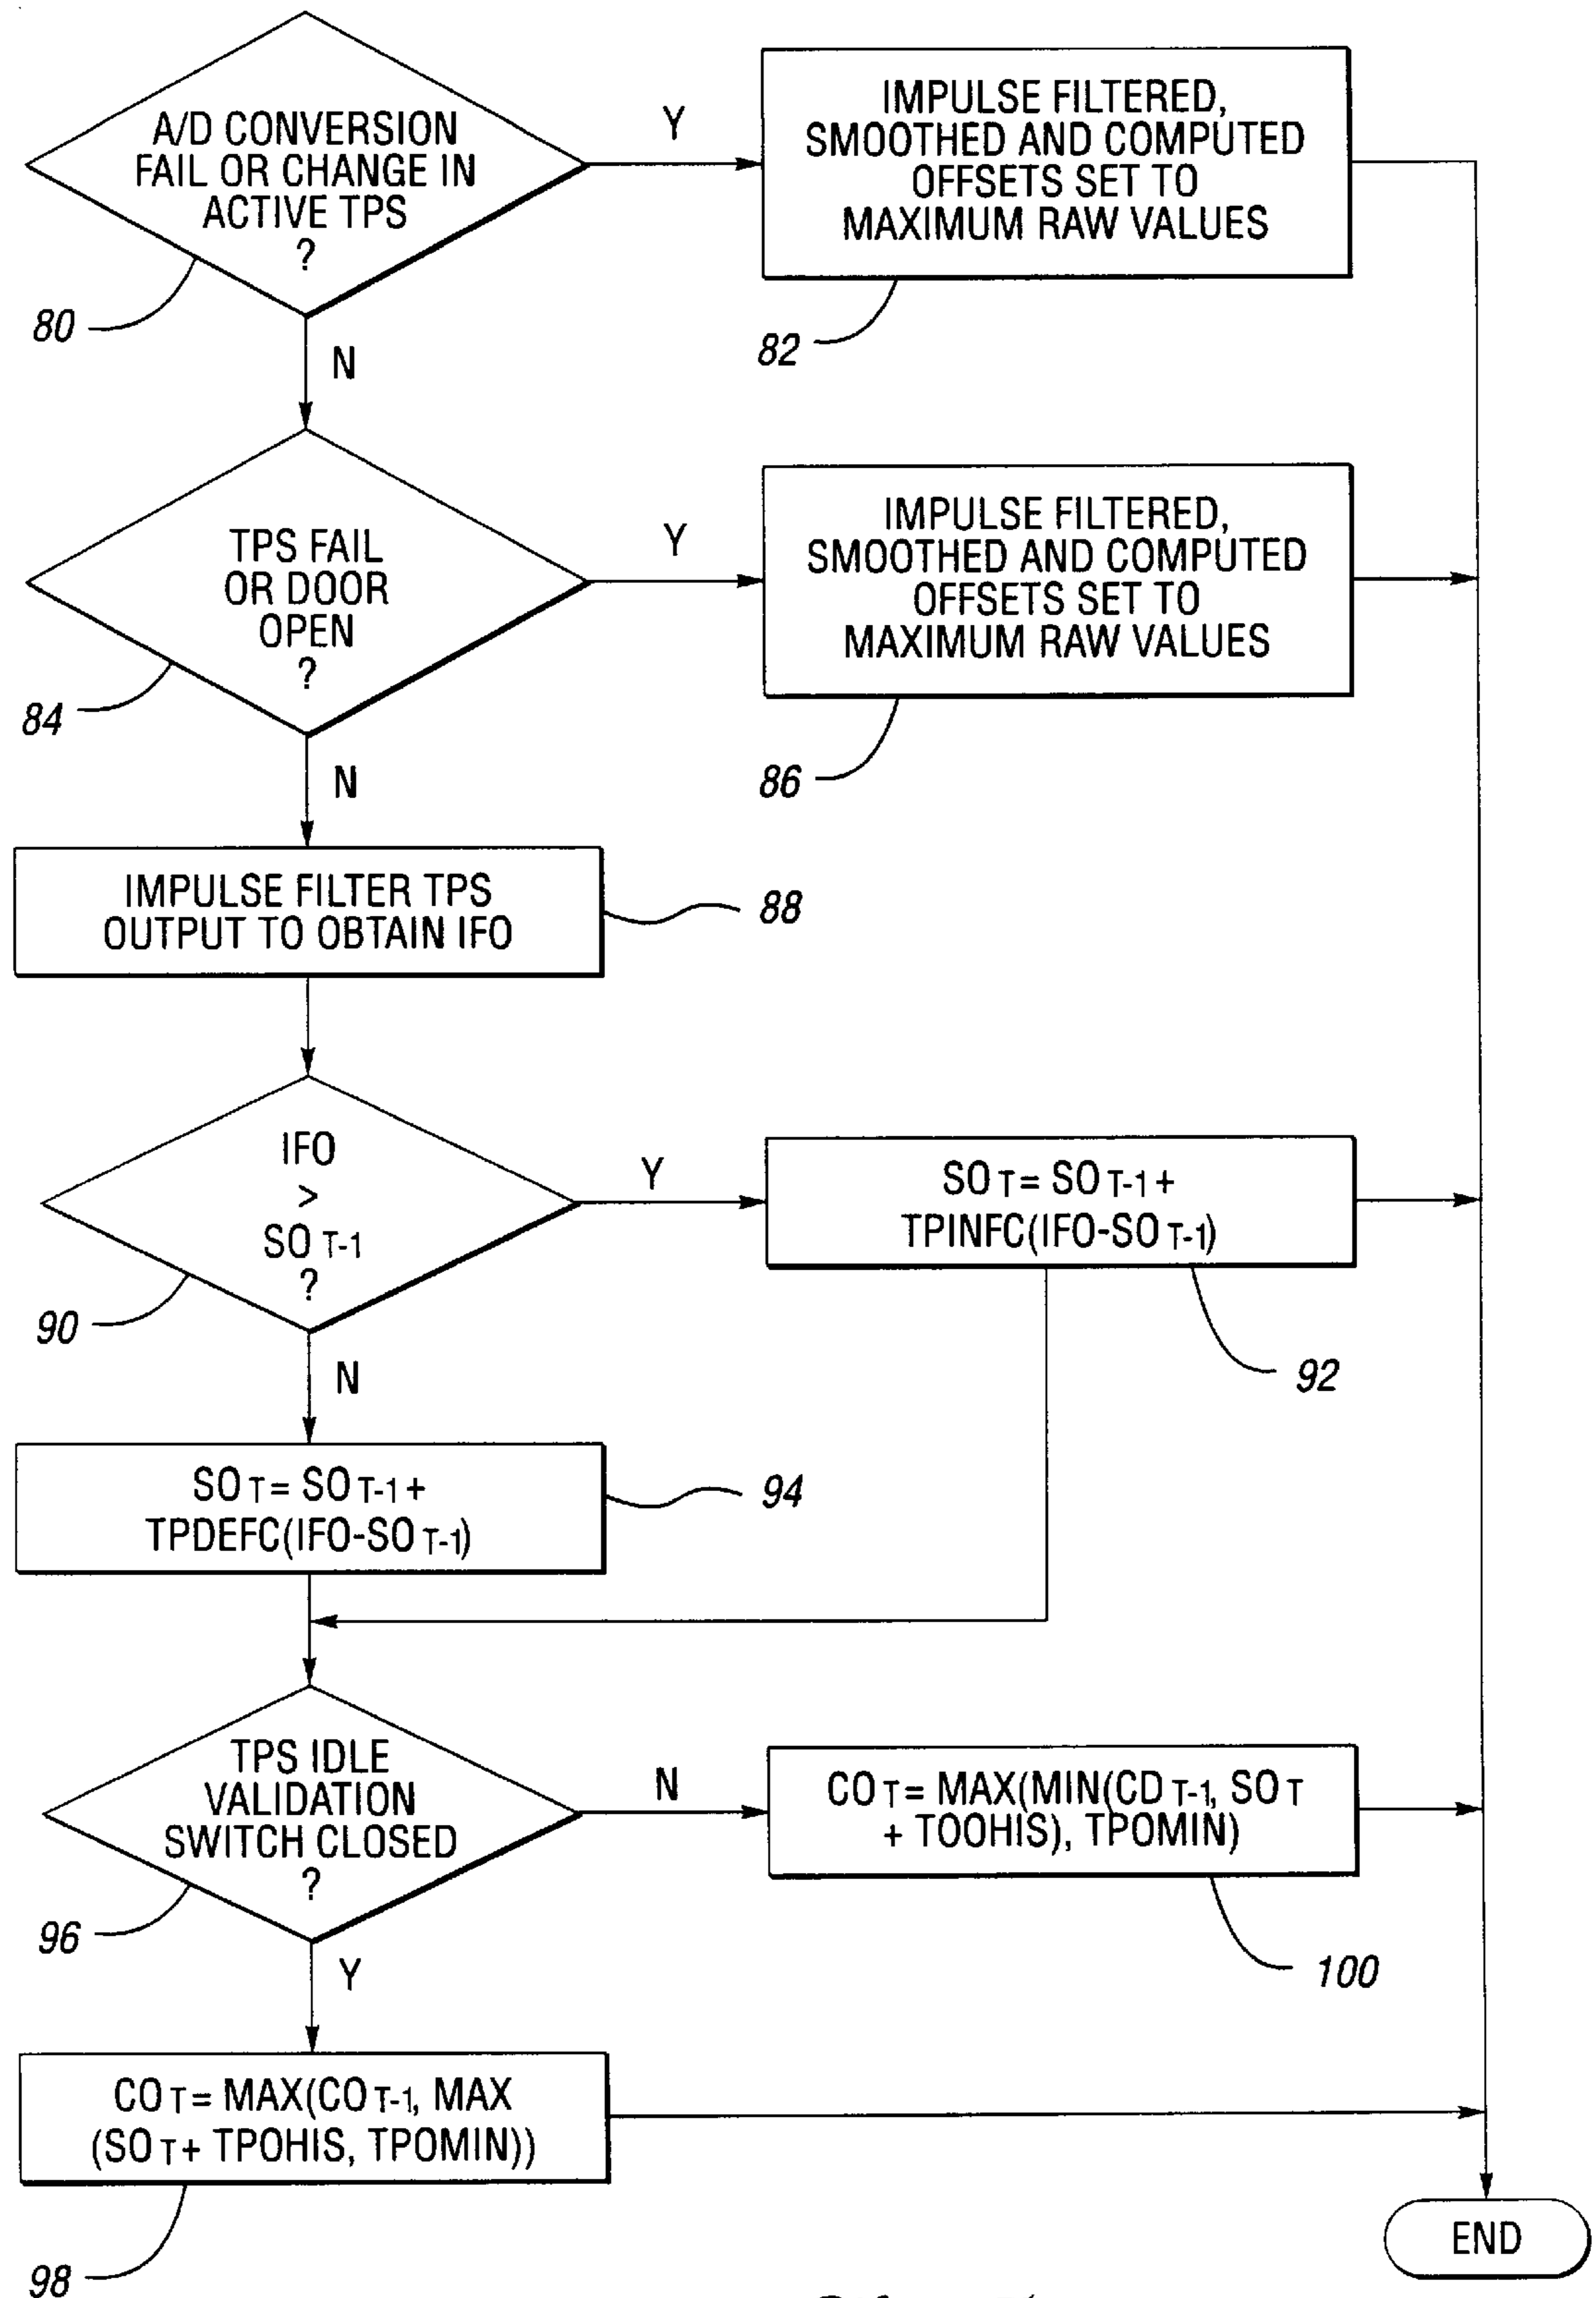 A/D CONVERSION
FAIL OR CHANGE IN
ACTIVE TPS
?
80
Y
IMPULSE FILTERED,
SMOOTHED AND COMPUTED
OFFSETS SET TO
MAXIMUM RAW VALUES
82
N
TPS FAIL
OR DOOR
OPEN
?
84
Y
IMPULSE FILTERED,
SMOOTHED AND COMPUTED
OFFSETS SET TO
MAXIMUM RAW VALUES
86
N
IMPULSE FILTER TPS
OUTPUT TO OBTAIN IFO
88
IFO
>
SO T-1
?
90
Y
SO T = SO T-1 +
TPINFC(IFO-SO T-1)
92
N
SO T = SO T-1 +
TPDEFC(IFO-SO T-1)
94
TPS IDLE
VALIDATION
SWITCH CLOSED
?
96
N
CO T = MAX(MIN(CD T-1, SO T
+ TOOHIS), TPOMIN)
100
Y
CO T = MAX(CO T-1, MAX
(SO T + TPOHIS, TPOMIN))
98
END